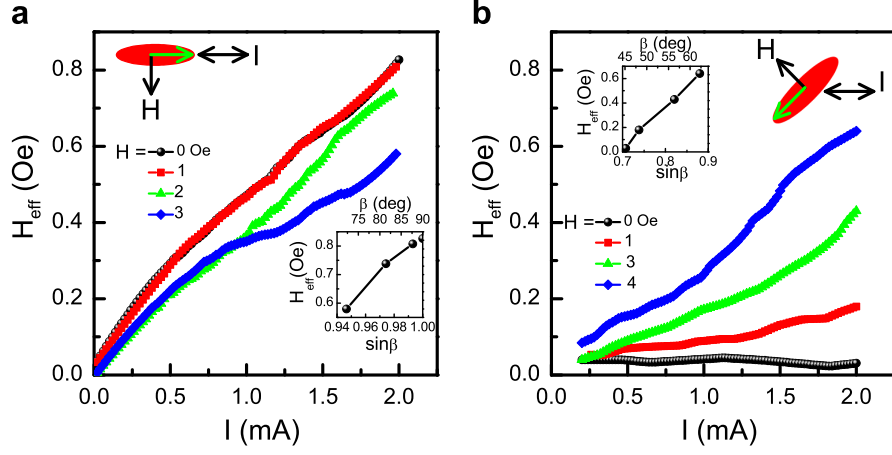 a
H_eff (Oe)
0.8
0.6
0.4
0.2
0.0
0.0 0.5 1.0 1.5 2.0
I (mA)
I
H
H = 0 Oe
1
2
3
β (deg)
75 80 85 90
H_eff (Oe)
0.8
0.7
0.6
0.94 0.96 0.98 1.00
sinβ
b
H_eff (Oe)
0.8
0.6
0.4
0.2
0.0
0.0 0.5 1.0 1.5 2.0
I (mA)
H
I
H = 0 Oe
1
3
4
β (deg)
45 50 55 60
H_eff (Oe)
0.6
0.4
0.2
0.0
0.7 0.8 0.9
sinβ